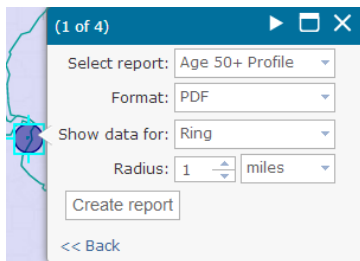 (1 of 4)
Select report: Age 50+ Profile
Format: PDF
Show data for: Ring
Radius: 1 miles
Create report
<< Back